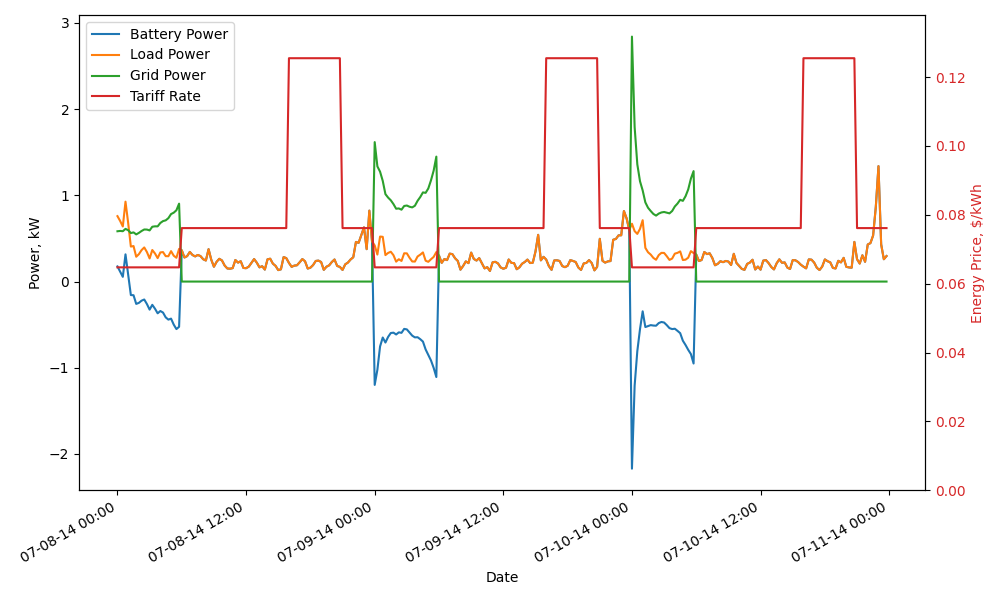 Battery Power
Load Power
Grid Power
Tariff Rate
3
2
1
0
−1
−2
Power, kW
0.12
0.10
0.08
0.06
0.04
0.02
0.00
Energy Price, $/kWh
07-08-14 00:00
07-08-14 12:00
07-09-14 00:00
07-09-14 12:00
07-10-14 00:00
07-10-14 12:00
07-11-14 00:00
Date